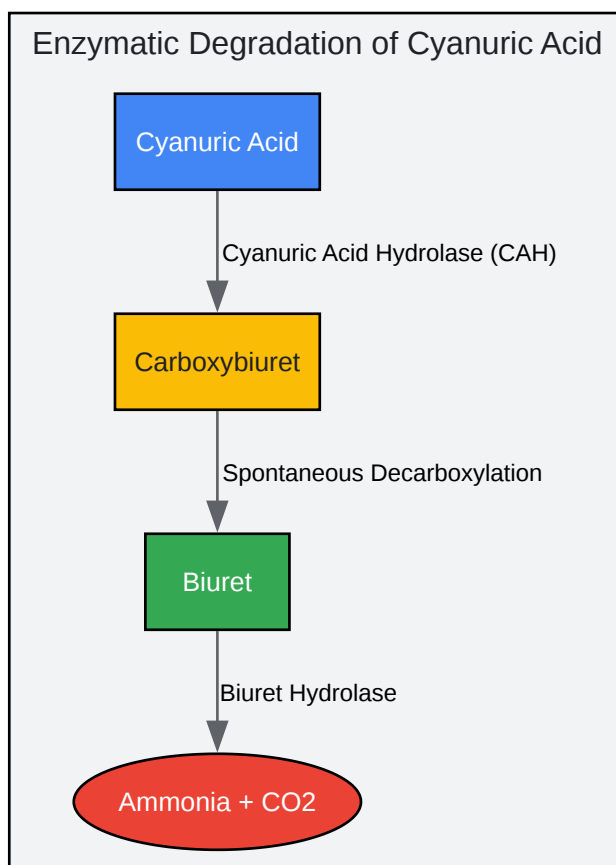 Enzymatic Degradation of Cyanuric Acid
Cyanuric Acid
Cyanuric Acid Hydrolase (CAH)
Carboxybiuret
Spontaneous Decarboxylation
Biuret
Biuret Hydrolase
Ammonia + CO2